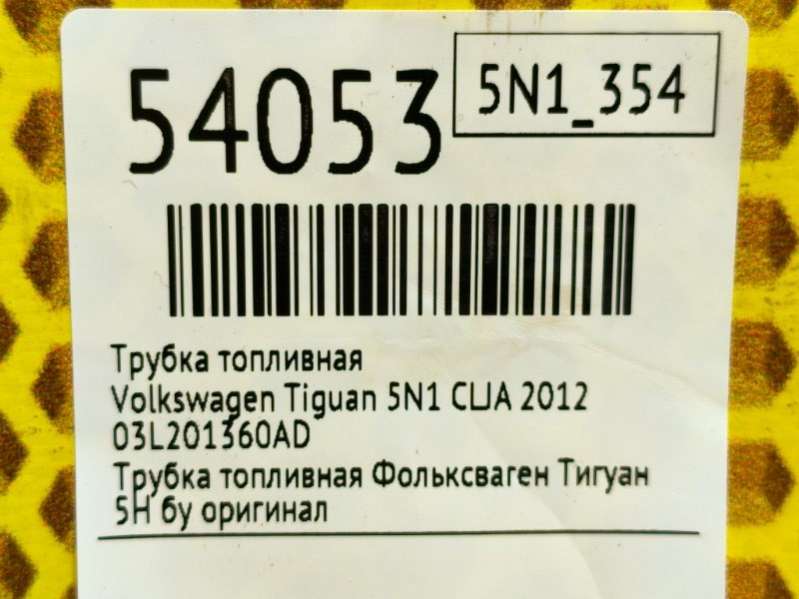 54053
5N1_354
Трубка топливная
Volkswagen Tiguan 5N1 CLJA 2012
03L201360AD
Трубка топливная Фольксваген Тигуан
5Н бу оригинал